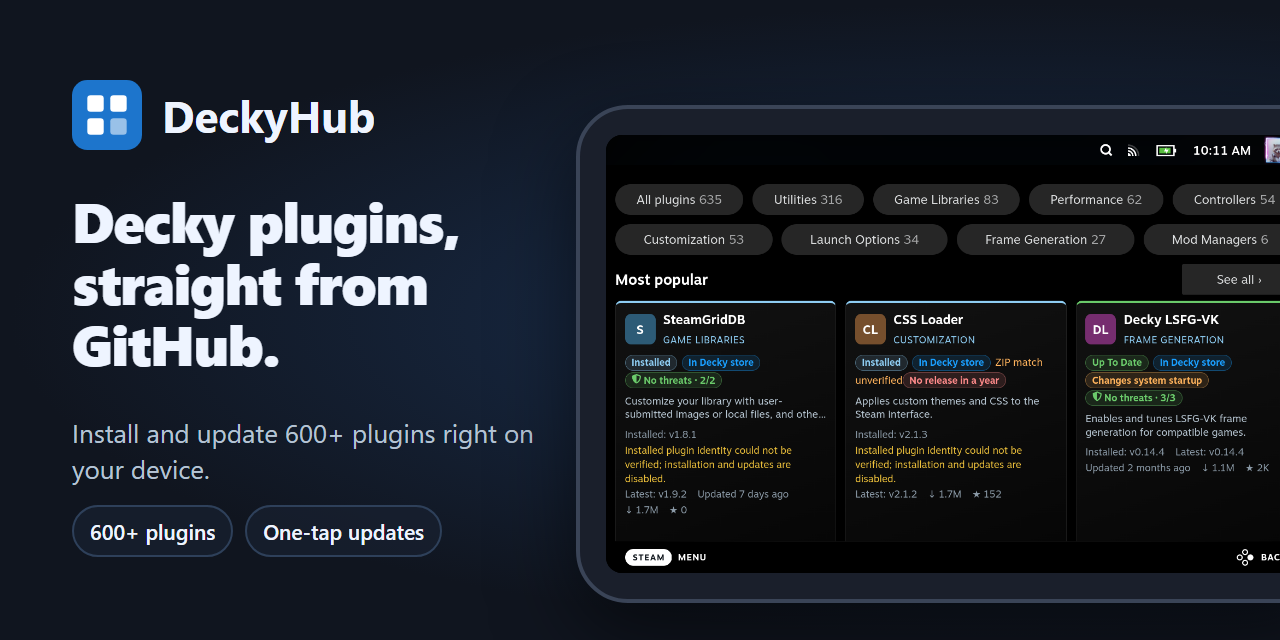 DeckyHub
Decky plugins,
straight from
GitHub.
Install and update 600+ plugins right on
your device.
600+ plugins
One-tap updates
10:11 AM
All plugins 635
Utilities 316
Game Libraries 83
Performance 62
Controllers 54
Customization 53
Launch Options 34
Frame Generation 27
Mod Managers 6
Most popular
See all ›
S
SteamGridDB
GAME LIBRARIES
Installed
In Decky store
No threats · 2/2
Customize your library with user-
submitted images or local files, and othe...
Installed: v1.8.1
Installed plugin identity could not be
verified; installation and updates are
disabled.
Latest: v1.9.2 Updated 7 days ago
↓ 1.7M ★ 0
CL
CSS Loader
CUSTOMIZATION
Installed
In Decky store
ZIP match
unverified
No release in a year
Applies custom themes and CSS to the
Steam interface.
Installed: v2.1.3
Installed plugin identity could not be
verified; installation and updates are
disabled.
Latest: v2.1.2 ↓ 1.7M ★ 152
DL
Decky LSFG-VK
FRAME GENERATION
Up To Date
In Decky store
Changes system startup
No threats · 3/3
Enables and tunes LSFG-VK frame
generation for compatible games.
Installed: v0.14.4 Latest: v0.14.4
Updated 2 months ago ↓ 1.1M ★ 2K
STEAM
MENU
BAC